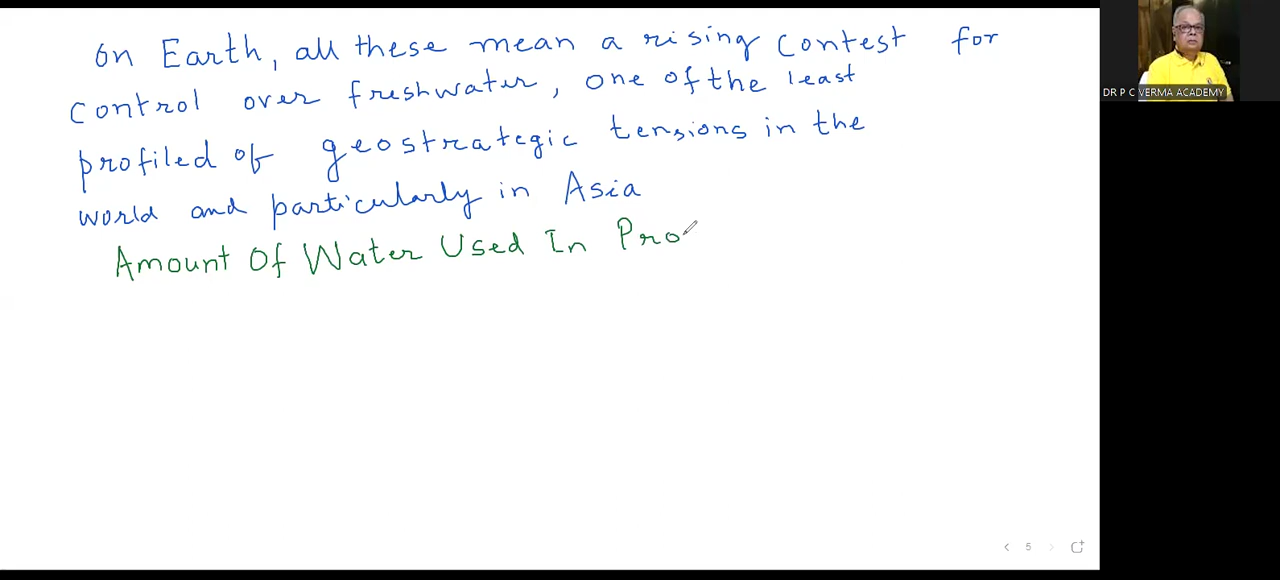 On Earth, all these mean a rising contest for
control over freshwater, one of the least
profiled of geostrategic tensions in the
world and particularly in Asia
Amount Of Water Used In Pro
DR P C VERMA ACADEMY
5